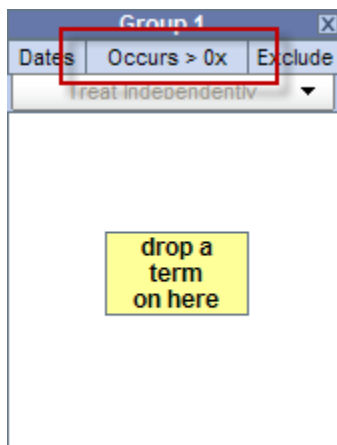 Group 1 X
Dates Occurs > 0x Exclude
Treat Independently
drop a
term
on here